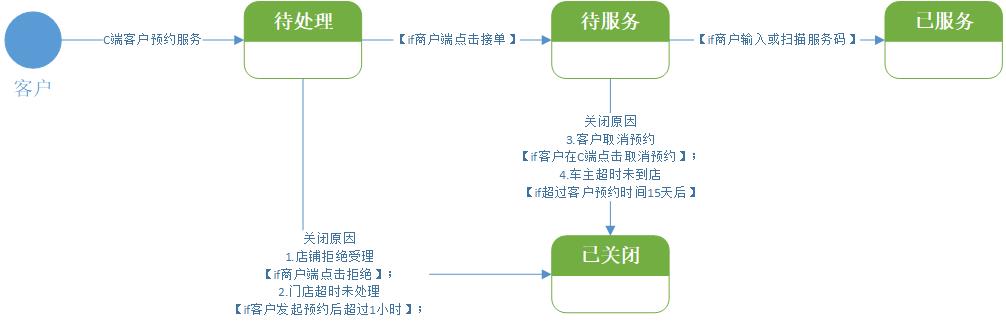 待处理
待服务
已服务
C端客户预约服务
【if商户端点击接单】
【if商户输入或扫描服务码】
客户
关闭原因
3.客户取消预约
【if客户在C端点击取消预约】;
4.车主超时未到店
【if超过客户预约时间15天后】
关闭原因
1.店铺拒绝受理
【if商户端点击拒绝】;
2.门店超时未处理
【if客户发起预约后超过1小时】;
已关闭